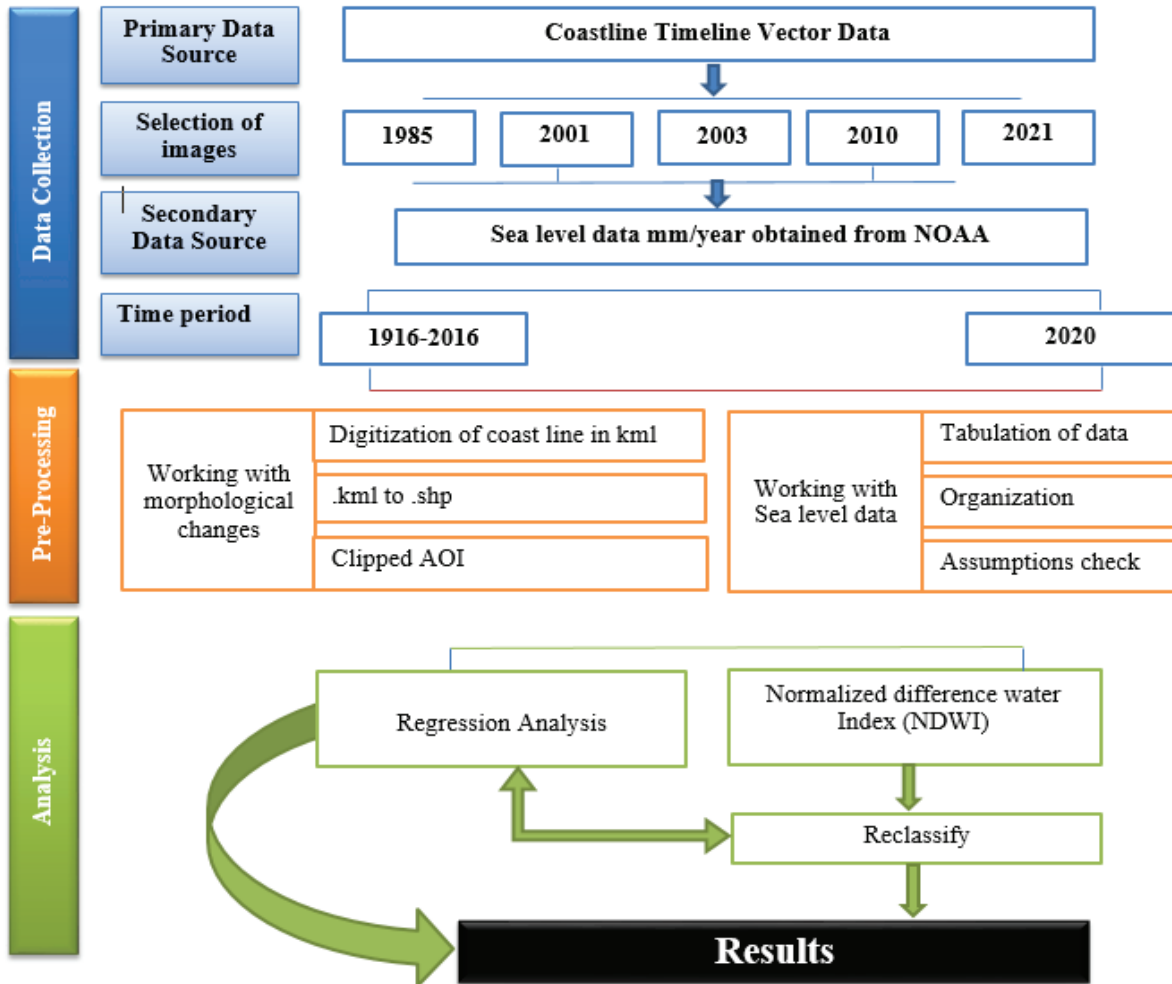 Data Collection
Primary Data
Source
Coastline Timeline Vector Data
Selection of
images
1985
2001
2003
2010
2021
Secondary
Data Source
Sea level data mm/year obtained from NOAA
Time period
1916-2016
2020
Pre-Processing
Working with
morphological
changes
Digitization of coast line in kml
.kml to .shp
Clipped AOI
Working with
Sea level data
Tabulation of data
Organization
Assumptions check
Analysis
Regression Analysis
Normalized difference water
Index (NDWI)
Reclassify
Results